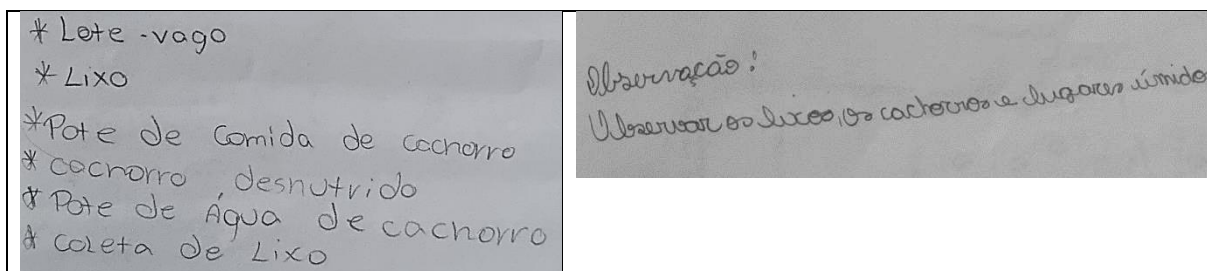 * Lote - vago
* Lixo
* Pote de comida de cachorro
* cachorro, desnutrido
* Pote de Água de cachorro
* coleta de Lixo
Observação:
Observar os lixos, os cachorros e lugares úmido